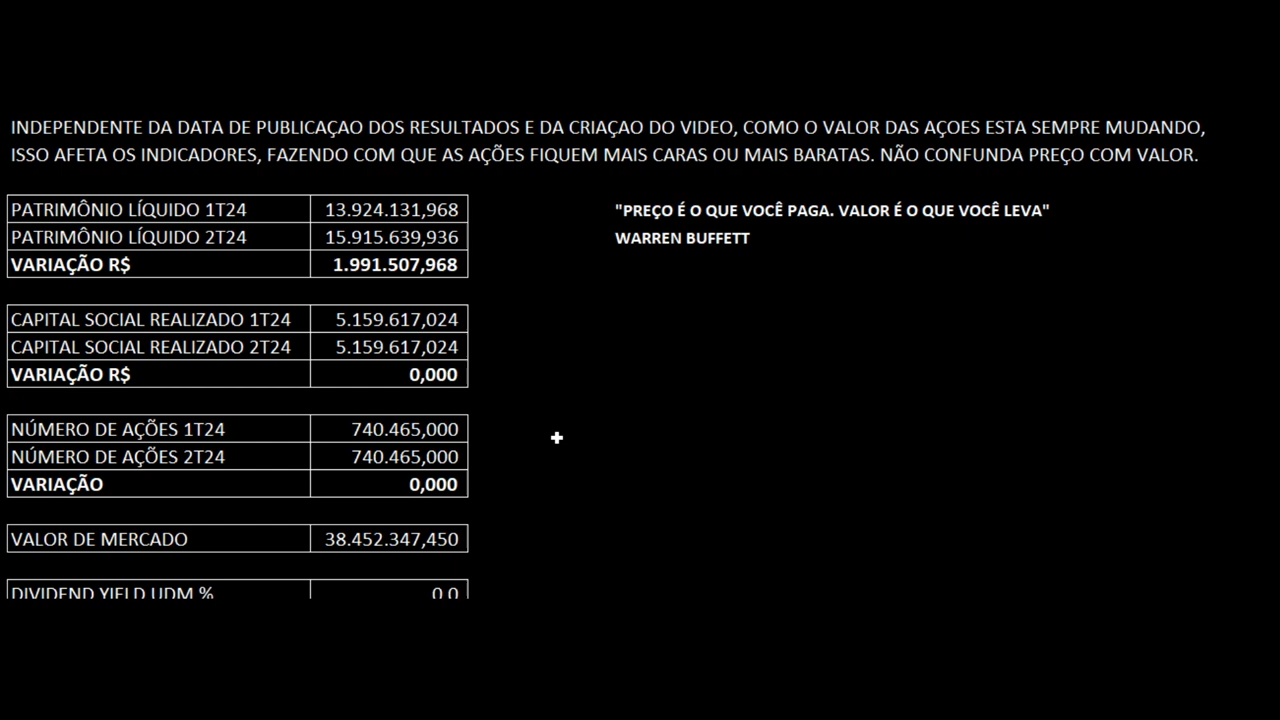 INDEPENDENTE DA DATA DE PUBLICAÇAO DOS RESULTADOS E DA CRIAÇAO DO VIDEO, COMO O VALOR DAS AÇOES ESTA SEMPRE MUDANDO,
ISSO AFETA OS INDICADORES, FAZENDO COM QUE AS AÇÕES FIQUEM MAIS CARAS OU MAIS BARATAS. NÃO CONFUNDA PREÇO COM VALOR.
PATRIMÔNIO LÍQUIDO 1T24 13.924.131,968
PATRIMÔNIO LÍQUIDO 2T24 15.915.639,936
VARIAÇÃO R$ 1.991.507,968
"PREÇO É O QUE VOCÊ PAGA. VALOR É O QUE VOCÊ LEVA"
WARREN BUFFETT
CAPITAL SOCIAL REALIZADO 1T24 5.159.617,024
CAPITAL SOCIAL REALIZADO 2T24 5.159.617,024
VARIAÇÃO R$ 0,000
NÚMERO DE AÇÕES 1T24 740.465,000
NÚMERO DE AÇÕES 2T24 740.465,000
VARIAÇÃO 0,000
VALOR DE MERCADO 38.452.347,450
DIVIDEND YIELD UDM % 0,0